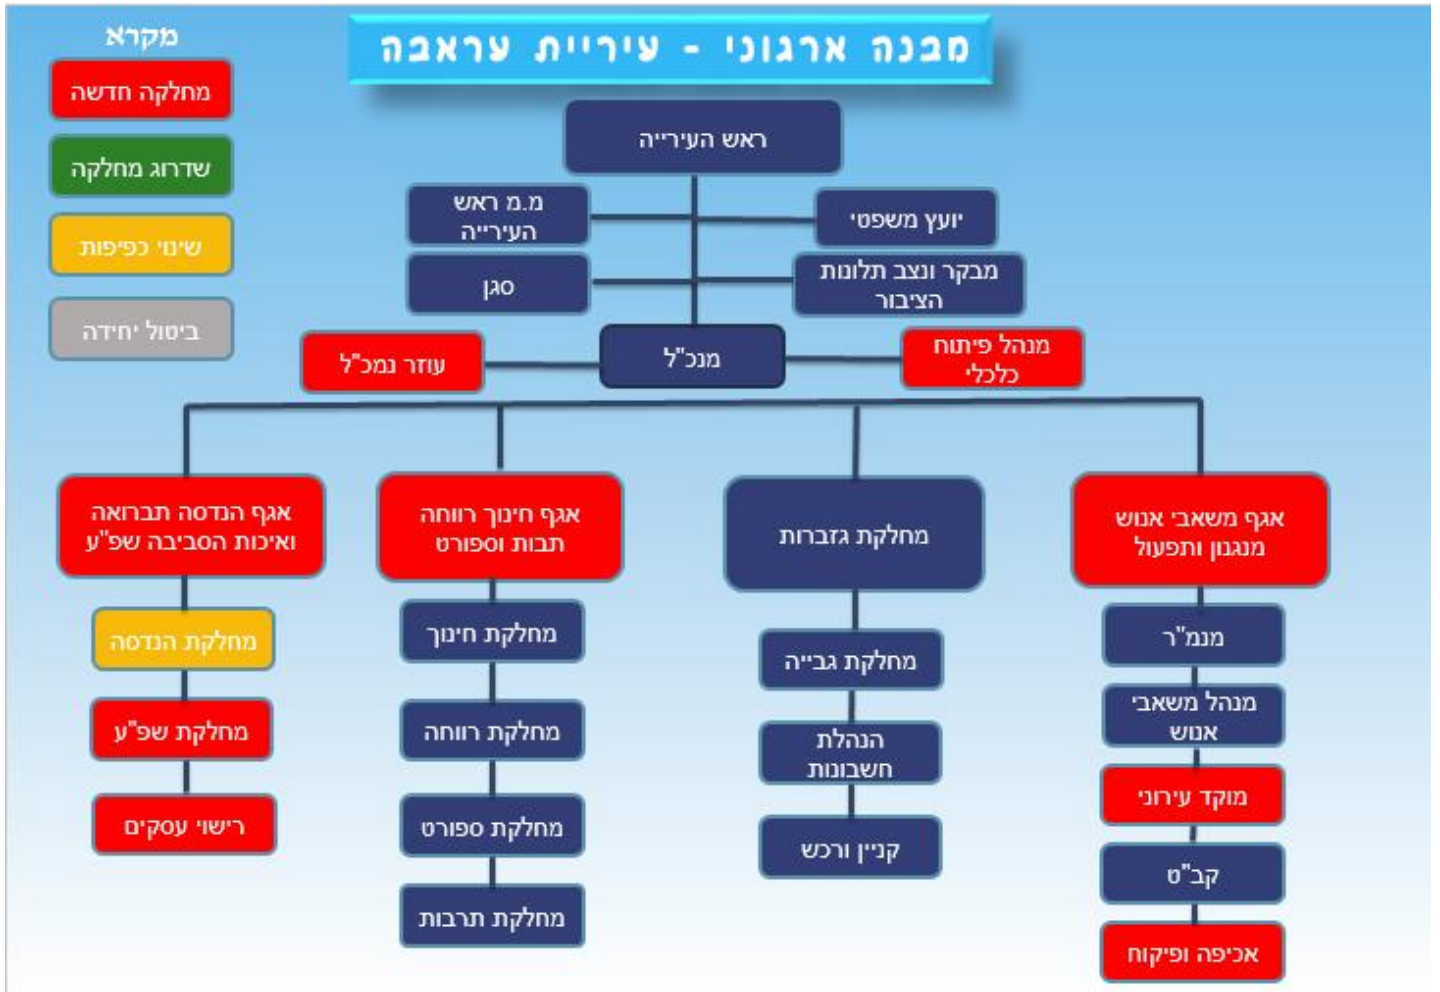 מבנה ארגוני - עיריית עראבה
מקרא
מחלקה חדשה
שדרוג מחלקה
שינוי כפיפות
ביטול יחידה
ראש העירייה
יועץ משפטי
מ.מ ראש
העירייה
מבקר ונצב תלונות
הציבור
סגן
מנהל פיתוח
כלכלי
מנכ"ל
עוזר נמכ"ל
אגף משאבי אנוש
מנגנון ותפעול
מנמ"ר
מנהל משאבי
אנוש
מוקד עירוני
קב"ט
אכיפה ופיקוח
מחלקת גזברות
מחלקת גבייה
הנהלת
חשבונות
קניין ורכש
אגף חינוך רווחה
תבות וספורט
מחלקת חינוך
מחלקת רווחה
מחלקת ספורט
מחלקת תרבות
אגף הנדסה תברואה
ואיכות הסביבה שפ"ע
מחלקת הנדסה
מחלקת שפ"ע
רישוי עסקים